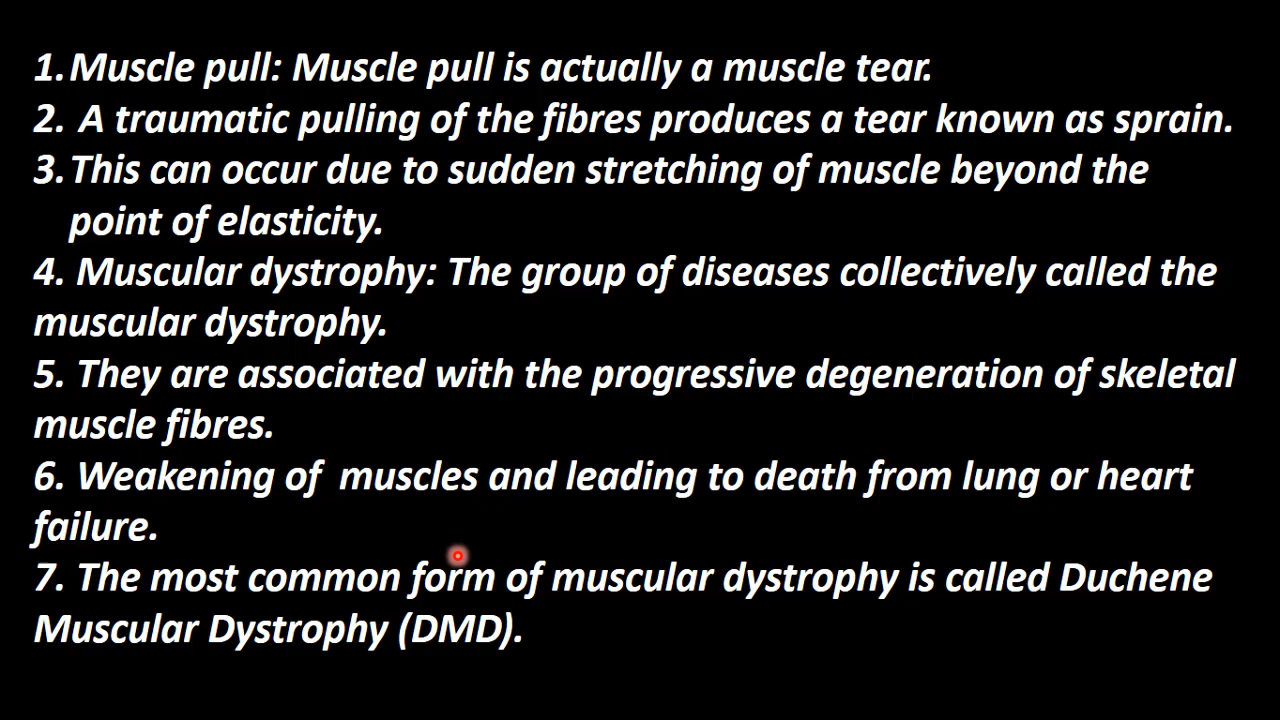 1. Muscle pull: Muscle pull is actually a muscle tear.
2. A traumatic pulling of the fibres produces a tear known as sprain.
3. This can occur due to sudden stretching of muscle beyond the
point of elasticity.
4. Muscular dystrophy: The group of diseases collectively called the
muscular dystrophy.
5. They are associated with the progressive degeneration of skeletal
muscle fibres.
6. Weakening of muscles and leading to death from lung or heart
failure.
7. The most common form of muscular dystrophy is called Duchene
Muscular Dystrophy (DMD).